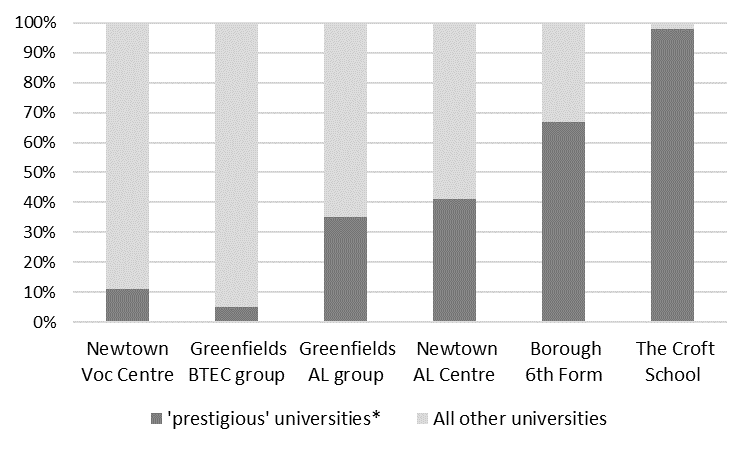 100%
90%
80%
70%
60%
50%
40%
30%
20%
10%
0%
Newtown Voc Centre
Greenfields BTEC group
Greenfields AL group
Newtown AL Centre
Borough 6th Form
The Croft School
'prestigious' universities*
All other universities